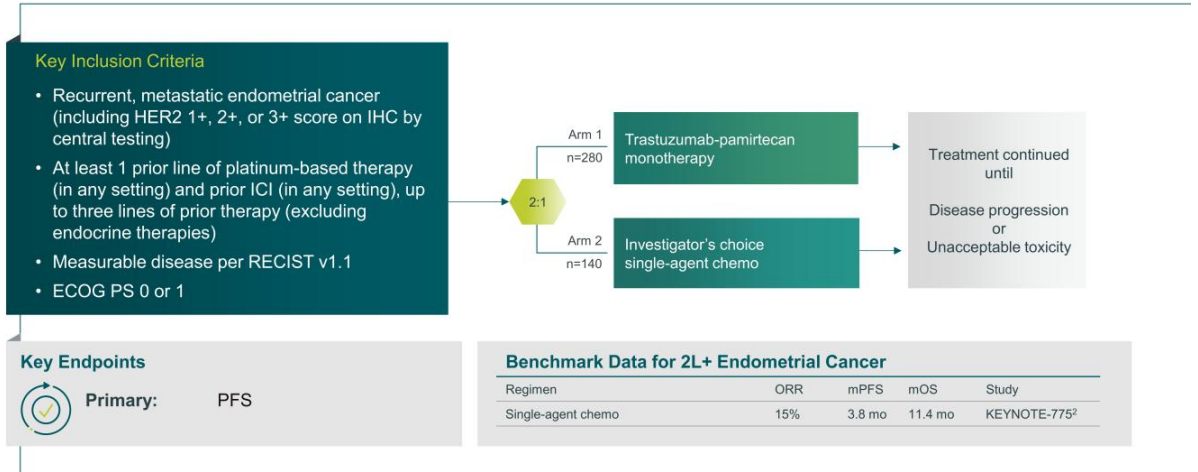 Key Inclusion Criteria
• Recurrent, metastatic endometrial cancer
(including HER2 1+, 2+, or 3+ score on IHC by
central testing)
• At least 1 prior line of platinum-based therapy
(in any setting) and prior ICI (in any setting), up
to three lines of prior therapy (excluding
endocrine therapies)
• Measurable disease per RECIST v1.1
• ECOG PS 0 or 1
2:1
Arm 1
n=280
Trastuzumab-pamirtecan
monotherapy
Arm 2
n=140
Investigator's choice
single-agent chemo
Treatment continued
until
Disease progression
or
Unacceptable toxicity
Key Endpoints
Primary: PFS
Benchmark Data for 2L+ Endometrial Cancer
Regimen ORR mPFS mOS Study
Single-agent chemo 15% 3.8 mo 11.4 mo KEYNOTE-775²